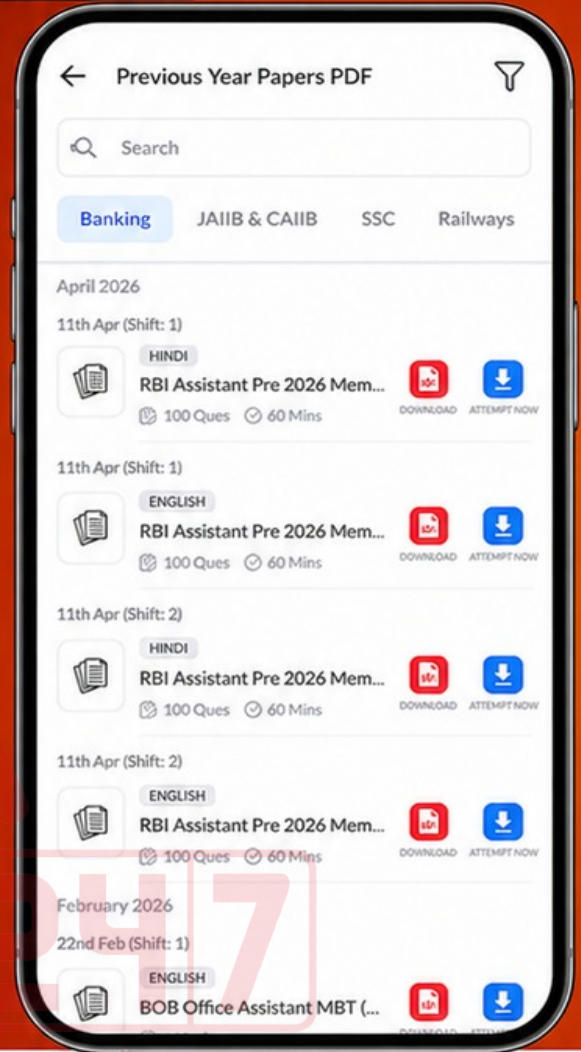 Previous Year Papers PDF
Search
Banking JAIIB & CAIIB SSC Railways
April 2026
11th Apr (Shift: 1)
HINDI
RBI Assistant Pre 2026 Mem...
100 Ques 60 Mins
DOWNLOAD ATTEMPT NOW
11th Apr (Shift: 1)
ENGLISH
RBI Assistant Pre 2026 Mem...
100 Ques 60 Mins
DOWNLOAD ATTEMPT NOW
11th Apr (Shift: 2)
HINDI
RBI Assistant Pre 2026 Mem...
100 Ques 60 Mins
DOWNLOAD ATTEMPT NOW
11th Apr (Shift: 2)
ENGLISH
RBI Assistant Pre 2026 Mem...
100 Ques 60 Mins
DOWNLOAD ATTEMPT NOW
247
February 2026
22nd Feb (Shift: 1)
ENGLISH
BOB Office Assistant MBT (...